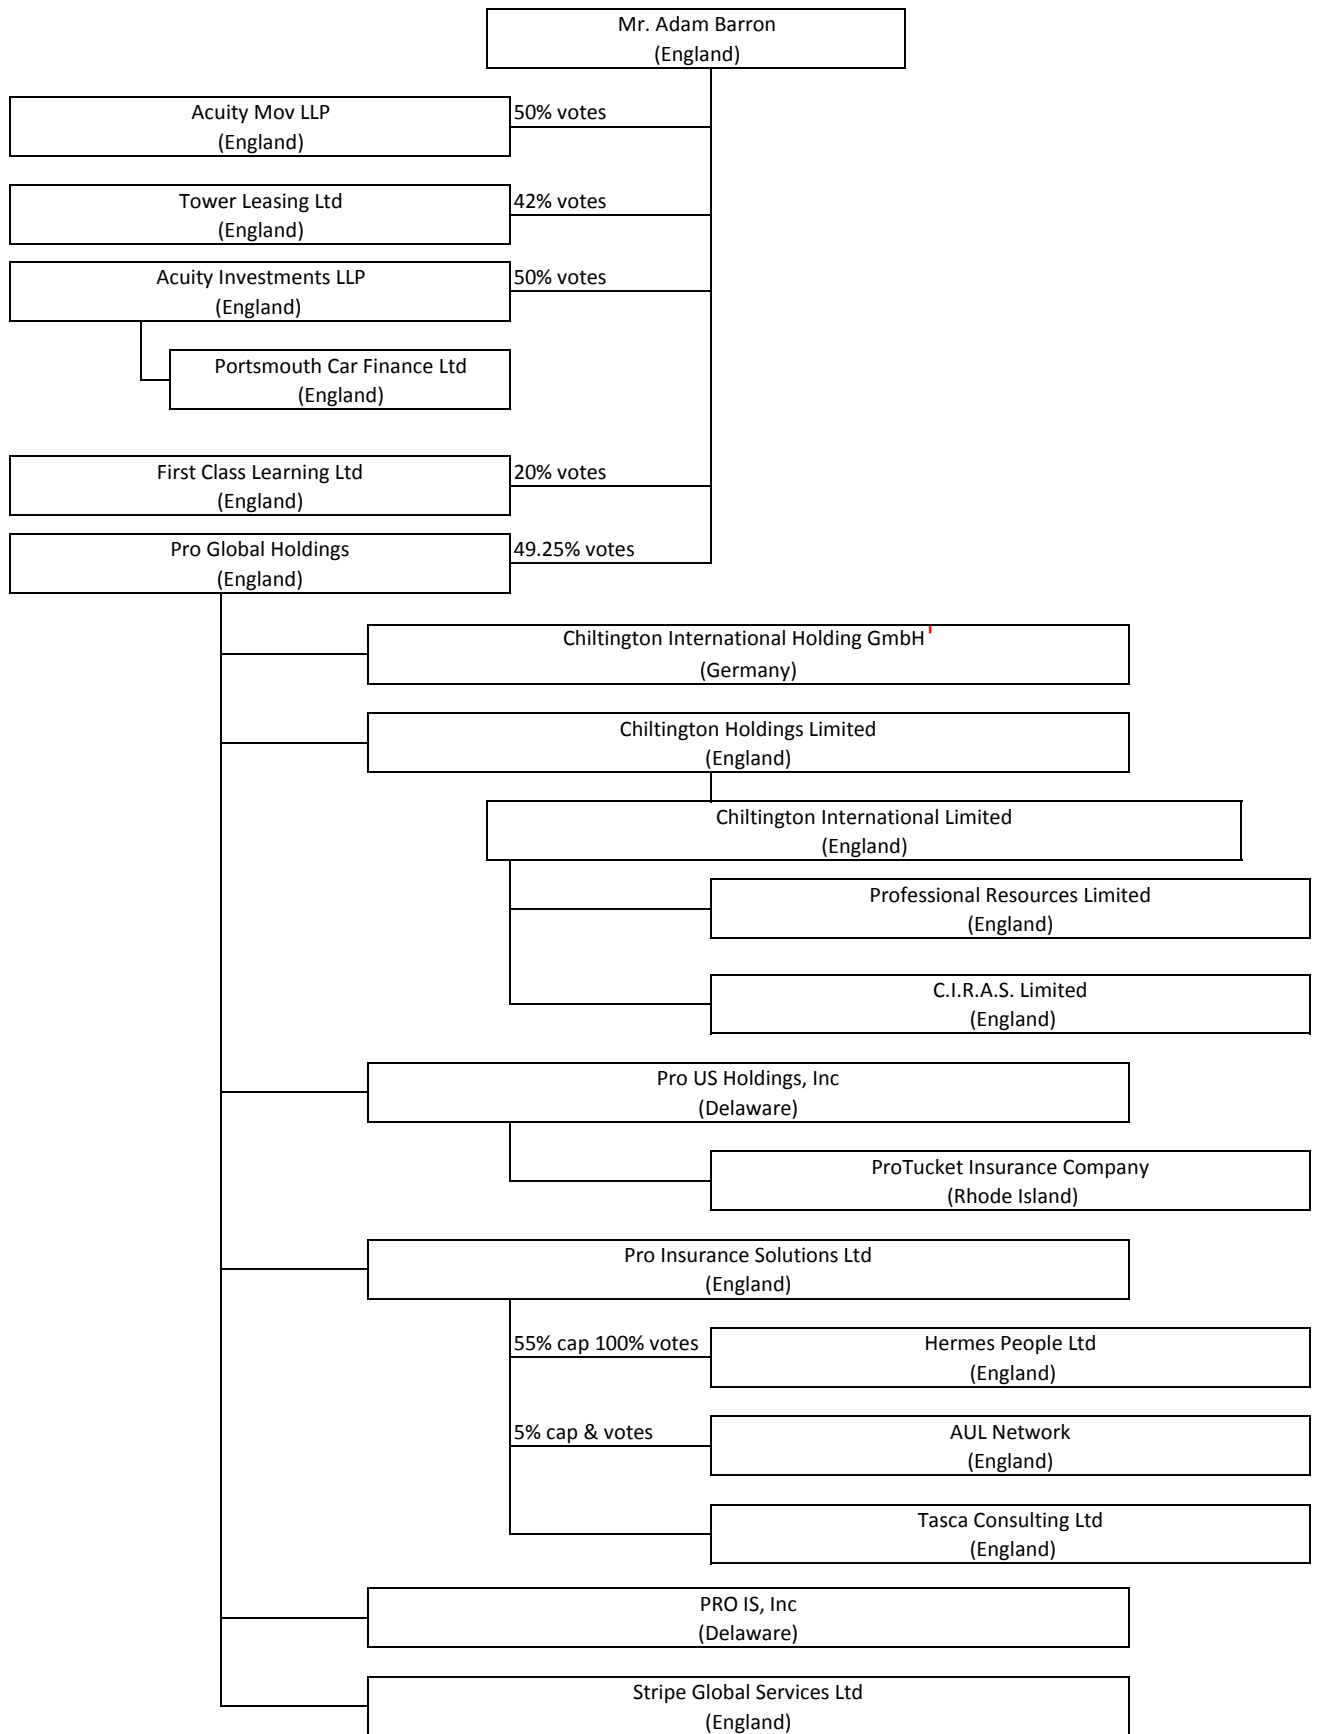 Mr. Adam Barron
(England)
Acuity Mov LLP
(England)
50% votes
Tower Leasing Ltd
(England)
42% votes
Acuity Investments LLP
(England)
50% votes
Portsmouth Car Finance Ltd
(England)
First Class Learning Ltd
(England)
20% votes
Pro Global Holdings
(England)
49.25% votes
Chiltington International Holding GmbH
(Germany)
Chiltington Holdings Limited
(England)
Chiltington International Limited
(England)
Professional Resources Limited
(England)
C.I.R.A.S. Limited
(England)
Pro US Holdings, Inc
(Delaware)
ProTucket Insurance Company
(Rhode Island)
Pro Insurance Solutions Ltd
(England)
55% cap 100% votes
Hermes People Ltd
(England)
5% cap & votes
AUL Network
(England)
Tasca Consulting Ltd
(England)
PRO IS, Inc
(Delaware)
Stripe Global Services Ltd
(England)